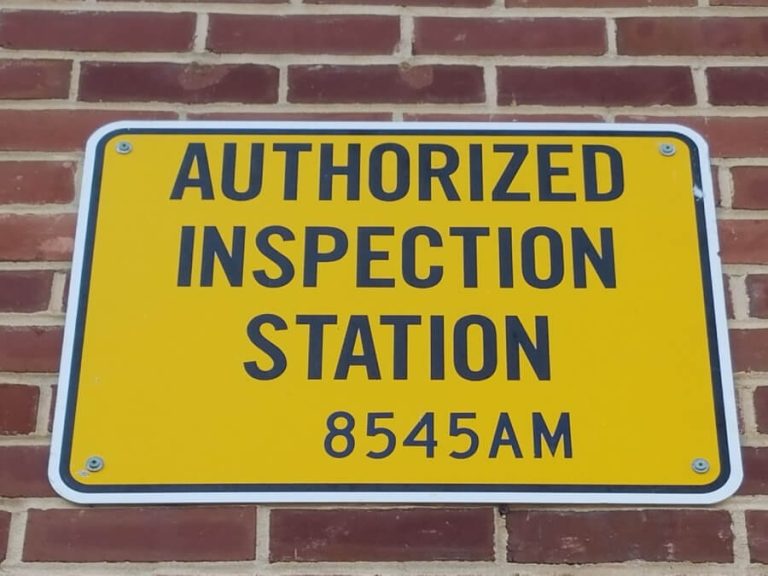 AUTHORIZED
INSPECTION
STATION
8545AM